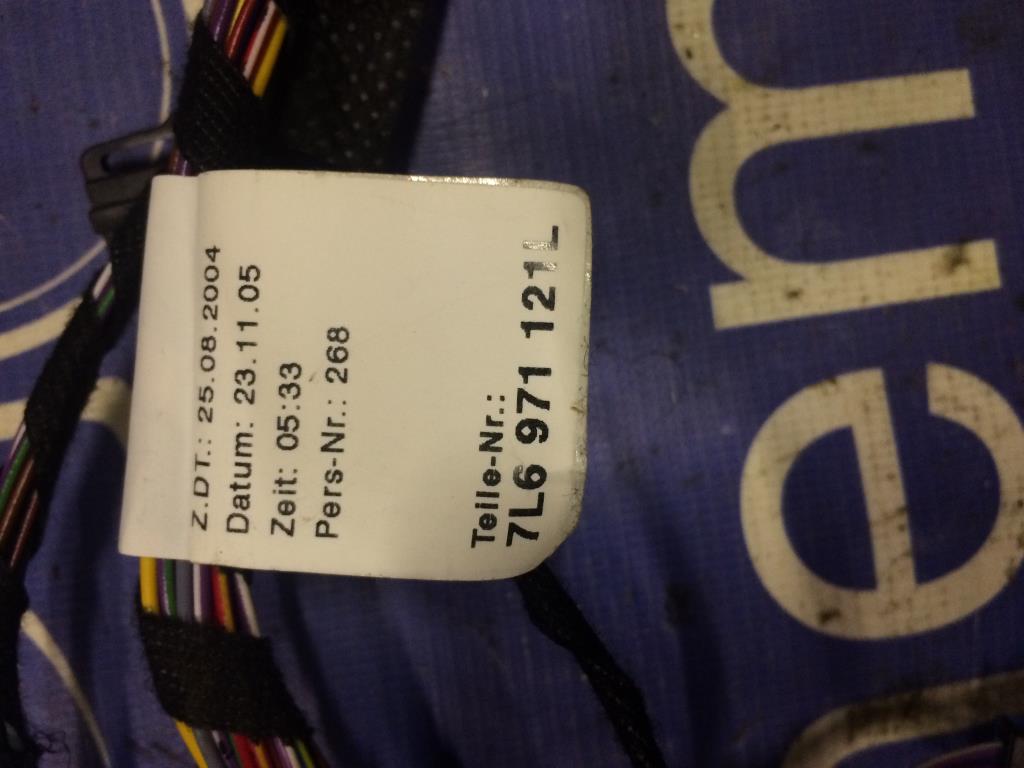 Z.DT.: 25.08.2004
Datum: 23.11.05
Zeit: 05:33
Pers-Nr.: 268
Teile-Nr.:
7L6 971 121L
em